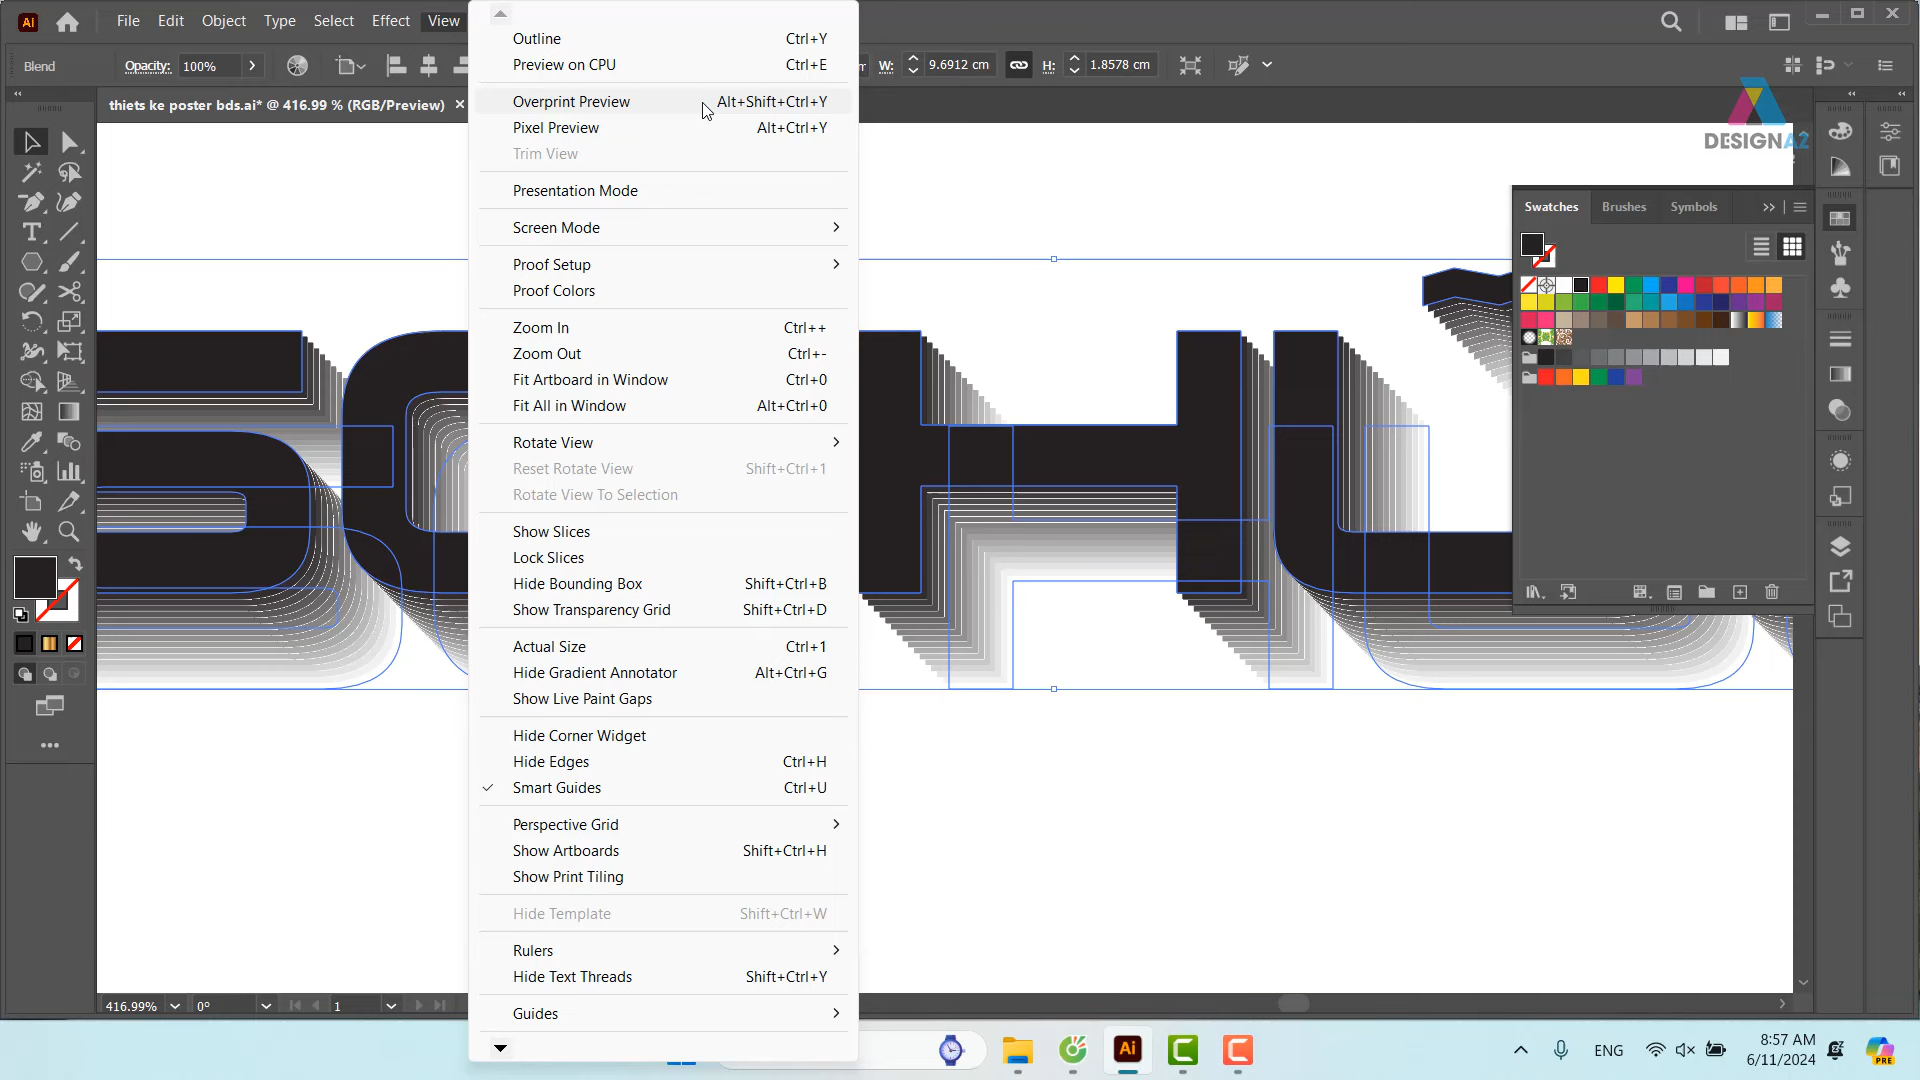 File Edit Object Type Select Effect View
Blend Opacity: 100% W: 9.6912 cm H: 1.8578 cm
thiets ke poster bds.ai* @ 416.99 % (RGB/Preview)
DESIGNA2
Outline Ctrl+Y
Preview on CPU Ctrl+E
Overprint Preview Alt+Shift+Ctrl+Y
Pixel Preview Alt+Ctrl+Y
Trim View
Presentation Mode
Screen Mode
Proof Setup
Proof Colors
Zoom In Ctrl++
Zoom Out Ctrl+-
Fit Artboard in Window Ctrl+0
Fit All in Window Alt+Ctrl+0
Rotate View
Reset Rotate View Shift+Ctrl+1
Rotate View To Selection
Show Slices
Lock Slices
Hide Bounding Box Shift+Ctrl+B
Show Transparency Grid Shift+Ctrl+D
Actual Size Ctrl+1
Hide Gradient Annotator Alt+Ctrl+G
Show Live Paint Gaps
Hide Corner Widget
Hide Edges Ctrl+H
Smart Guides Ctrl+U
Perspective Grid
Show Artboards Shift+Ctrl+H
Show Print Tiling
Hide Template Shift+Ctrl+W
Rulers
Hide Text Threads Shift+Ctrl+Y
Guides
Swatches Brushes Symbols
416.99% 0° 1
ENG
8:57 AM
6/11/2024